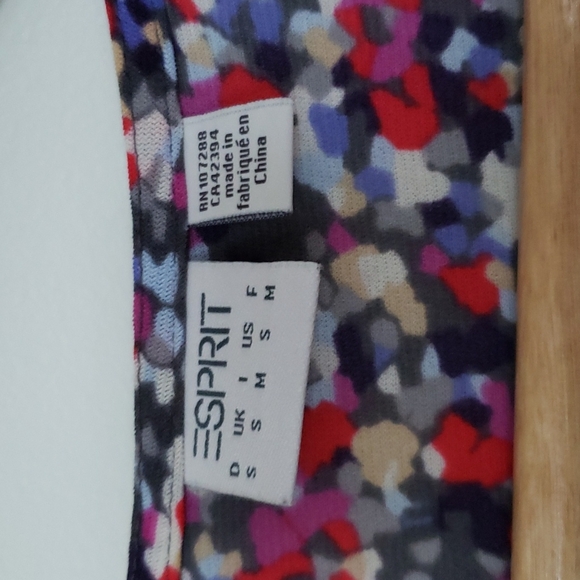 ESPRIT
D UK I US F
S S M S M
RN107288
CA42394
made in
fabriqué en
China